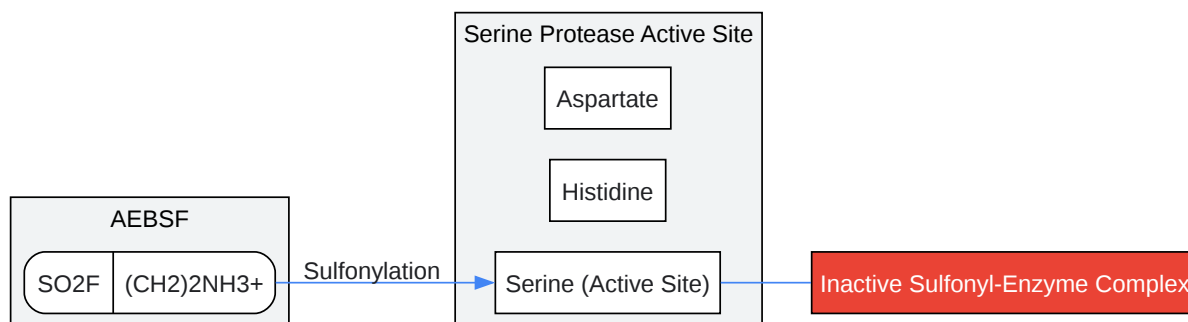 Serine Protease Active Site
Aspartate
Histidine
AEBSF
SO2F
(CH2)2NH3+
Sulfonylation
Serine (Active Site)
Inactive Sulfonyl-Enzyme Complex